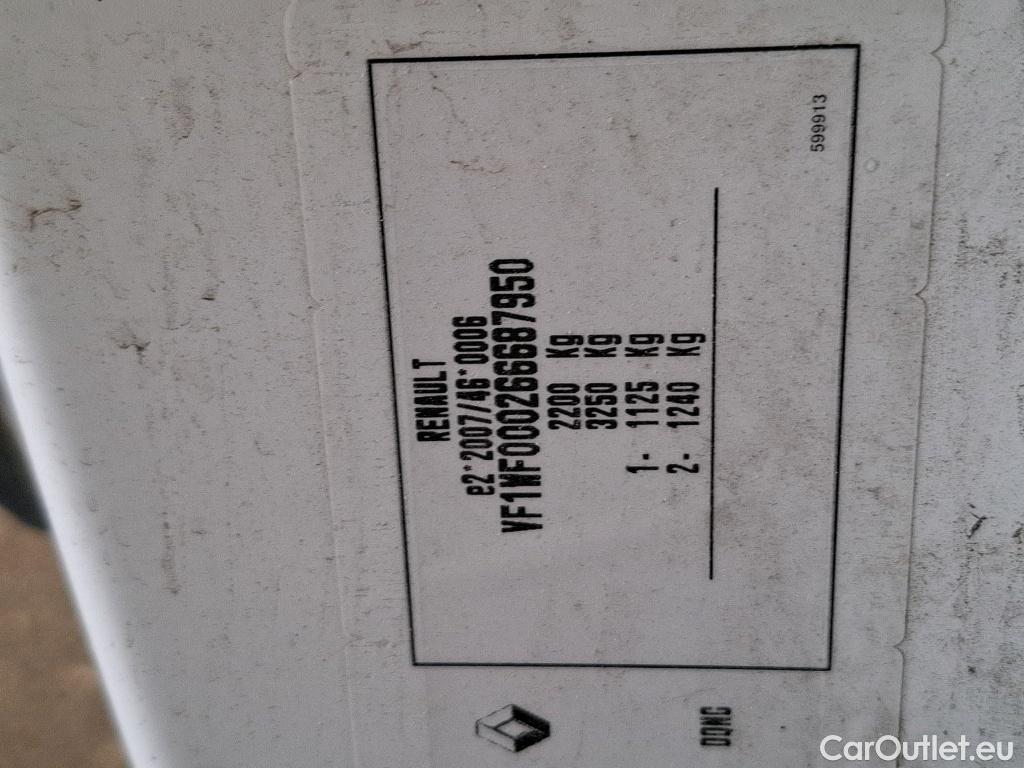 RENAULT
e2*2007/46*0006
VF1WF000266687950
2200 Kg
3250 Kg
1- 1125 Kg
2- 1240 Kg
599913
DQMC
CarOutlet.eu